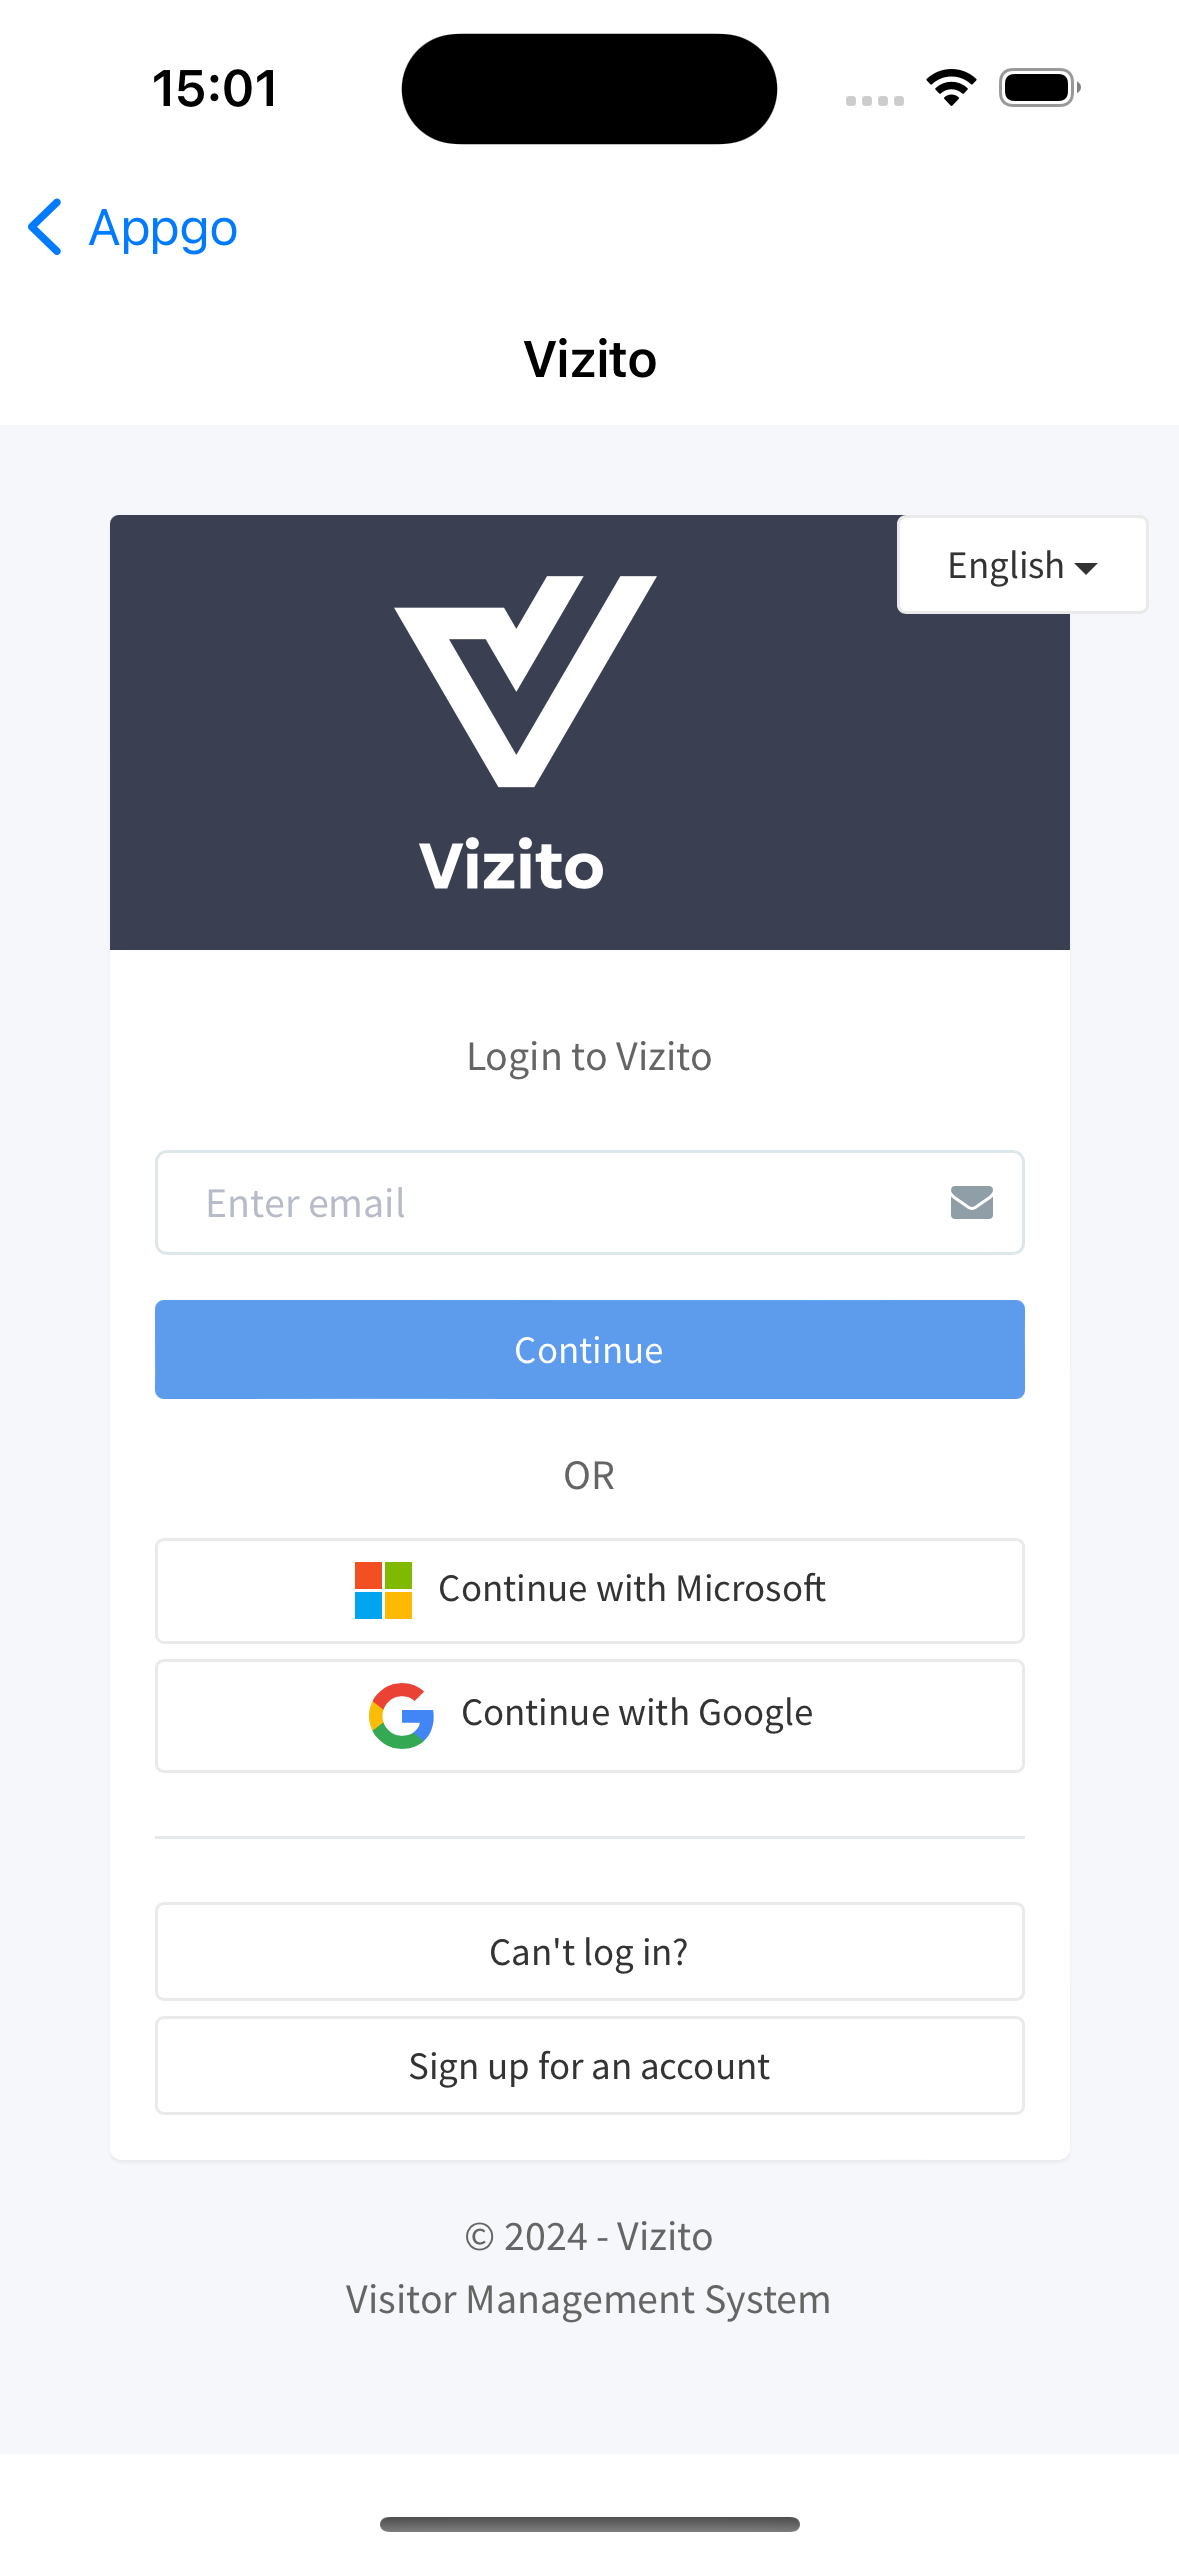 15:01
Appgo
Vizito
English
Vizito
Login to Vizito
Enter email
Continue
OR
Continue with Microsoft
Continue with Google
Can't log in?
Sign up for an account
© 2024 - Vizito
Visitor Management System